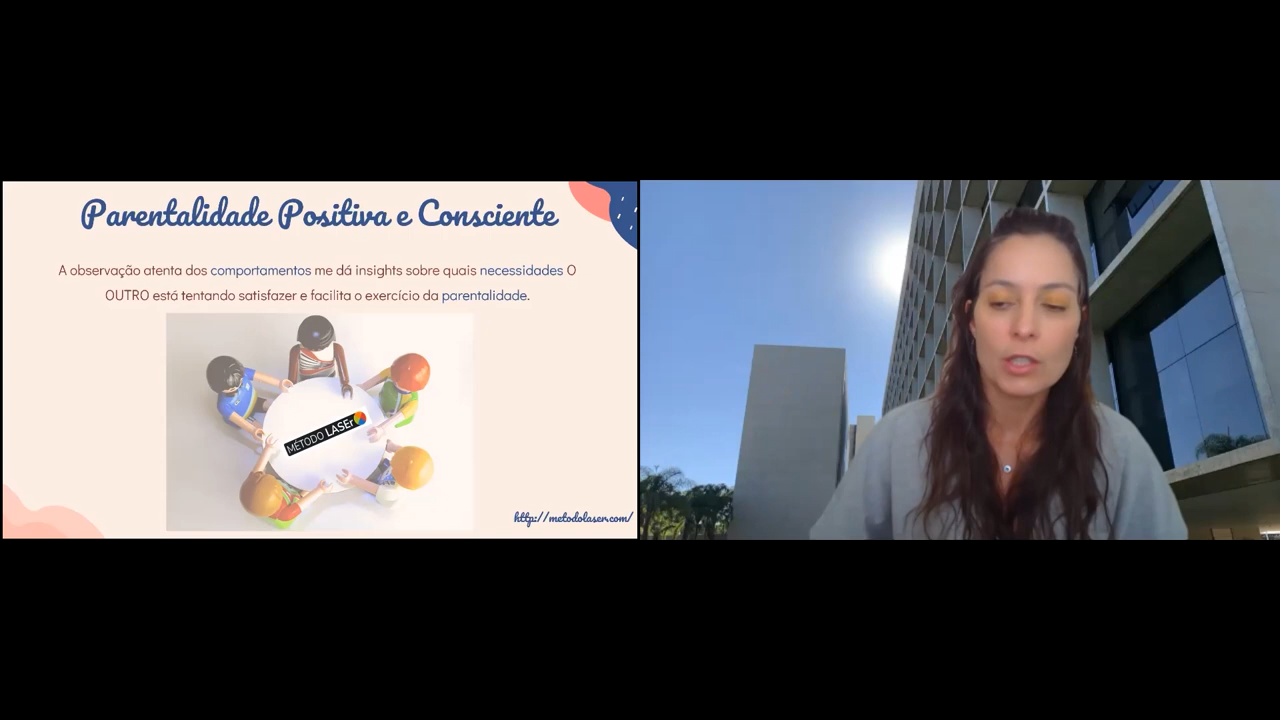 Parentalidade Positiva e Consciente
A observação atenta dos comportamentos me dá insights sobre quais necessidades O
OUTRO está tentando satisfazer e facilita o exercício da parentalidade.
MÉTODO LASEr
http://metodolaser.com/